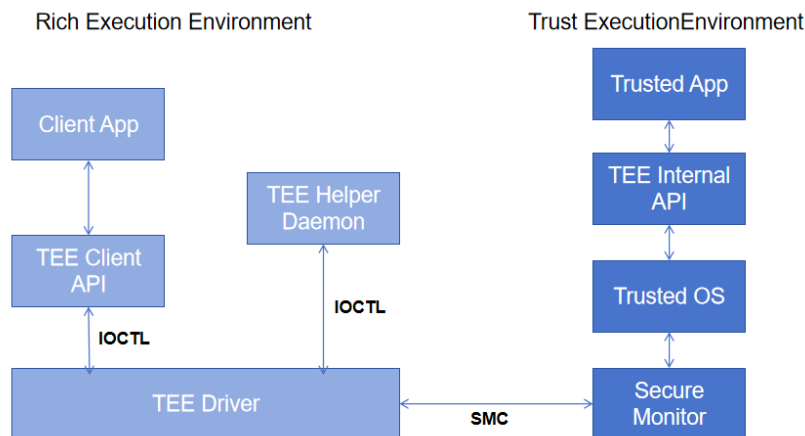 Rich Execution Environment
Trust ExecutionEnvironment
Client App
TEE Client
API
IOCTL
TEE Helper
Daemon
IOCTL
TEE Driver
SMC
Trusted App
TEE Internal
API
Trusted OS
Secure
Monitor